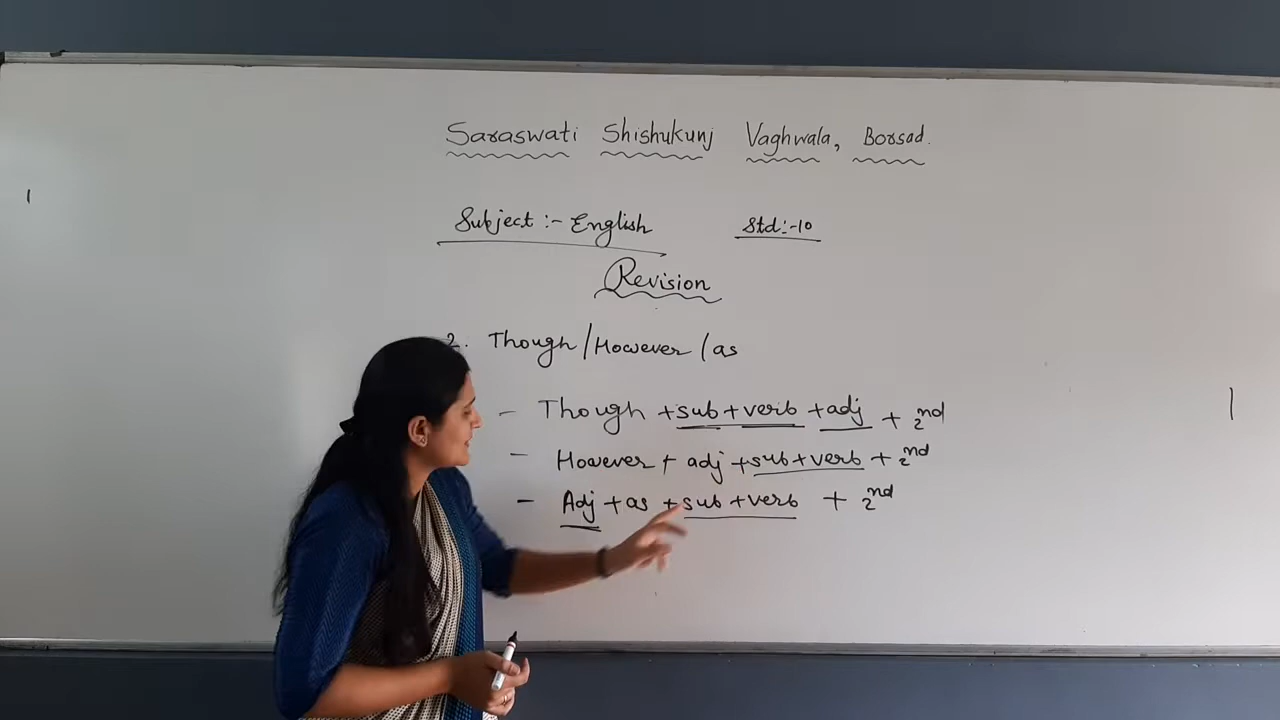 Saraswati Shishukunj Vaghwala, Borsad.
Subject :- English Std:-10
Revision
2. Though/However/as
- Though + sub + verb + adj + 2nd
- However + adj + sub + verb + 2nd
- Adj + as + sub + verb + 2nd